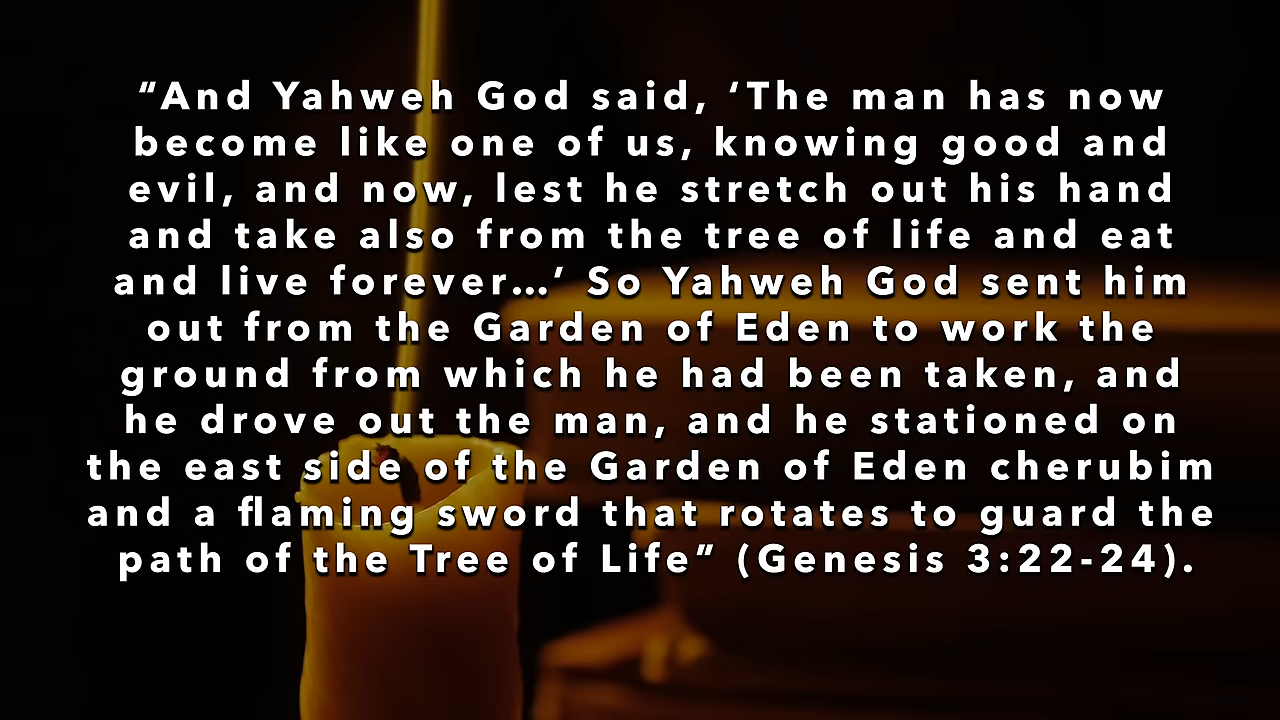 “And Yahweh God said, ‘The man has now
become like one of us, knowing good and
evil, and now, lest he stretch out his hand
and take also from the tree of life and eat
and live forever…’ So Yahweh God sent him
out from the Garden of Eden to work the
ground from which he had been taken, and
he drove out the man, and he stationed on
the east side of the Garden of Eden cherubim
and a flaming sword that rotates to guard the
path of the Tree of Life” (Genesis 3:22-24).